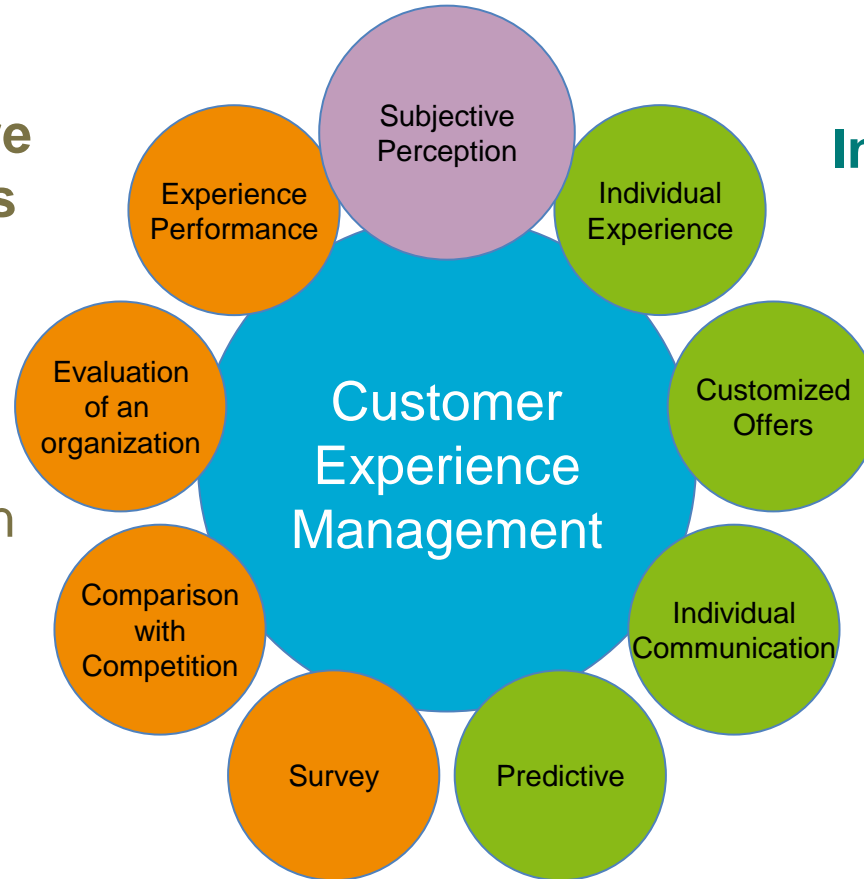 Subjective
Perception
Experience
Performance
Individual
Experience
Evaluation
of an
organization
Customized
Offers
Customer
Experience
Management
Comparison
with
Competition
Individual
Communication
Survey
Predictive